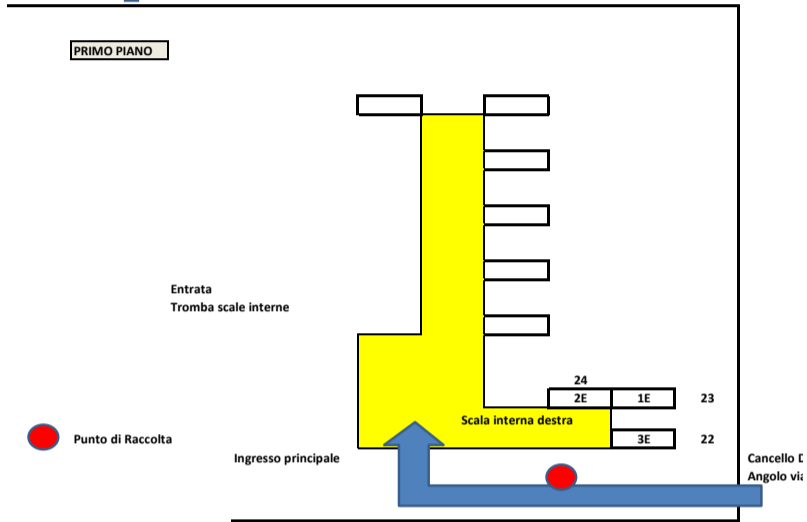 PRIMO PIANO
Entrata
Tromba scale interne
24
2E 1E 23
Scala interna destra
Punto di Raccolta
3E 22
Ingresso principale
Cancello
Angolo via